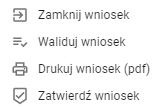 Zamknij wniosek
Waliduj wniosek
Drukuj wniosek (pdf)
Zatwierdź wniosek